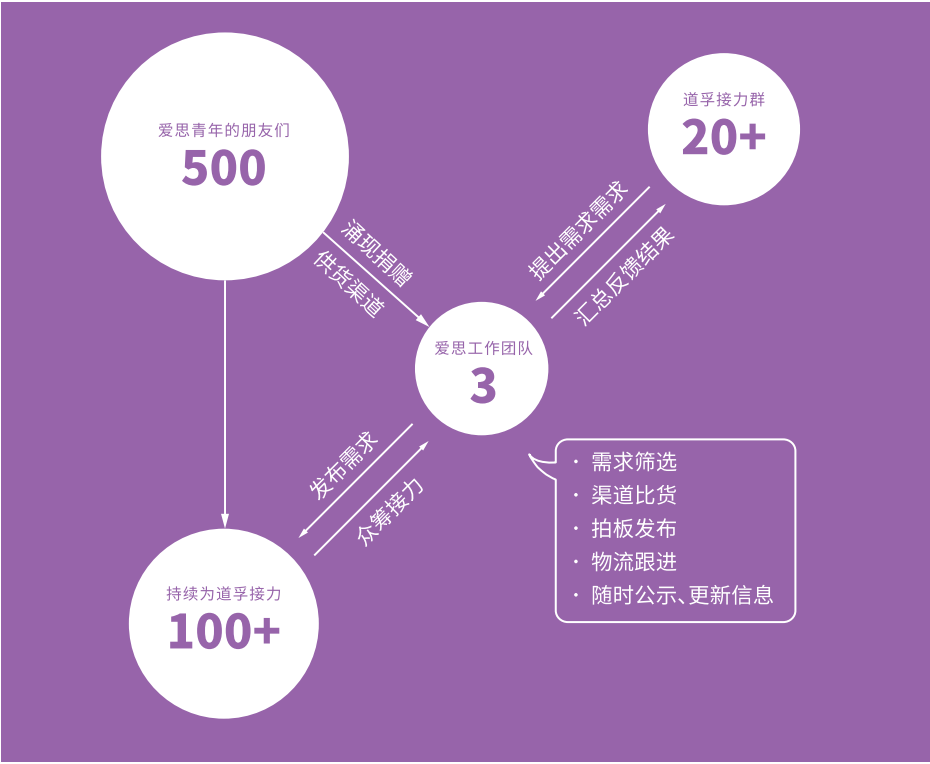 爱思青年的朋友们
500
道孚接力群
20+
涌现捐赠
供货渠道
提出需求需求
汇总反馈结果
爱思工作团队
3
发布需求
众筹接力
· 需求筛选
· 渠道比货
· 拍板发布
· 物流跟进
· 随时公示、更新信息
持续为道孚接力
100+